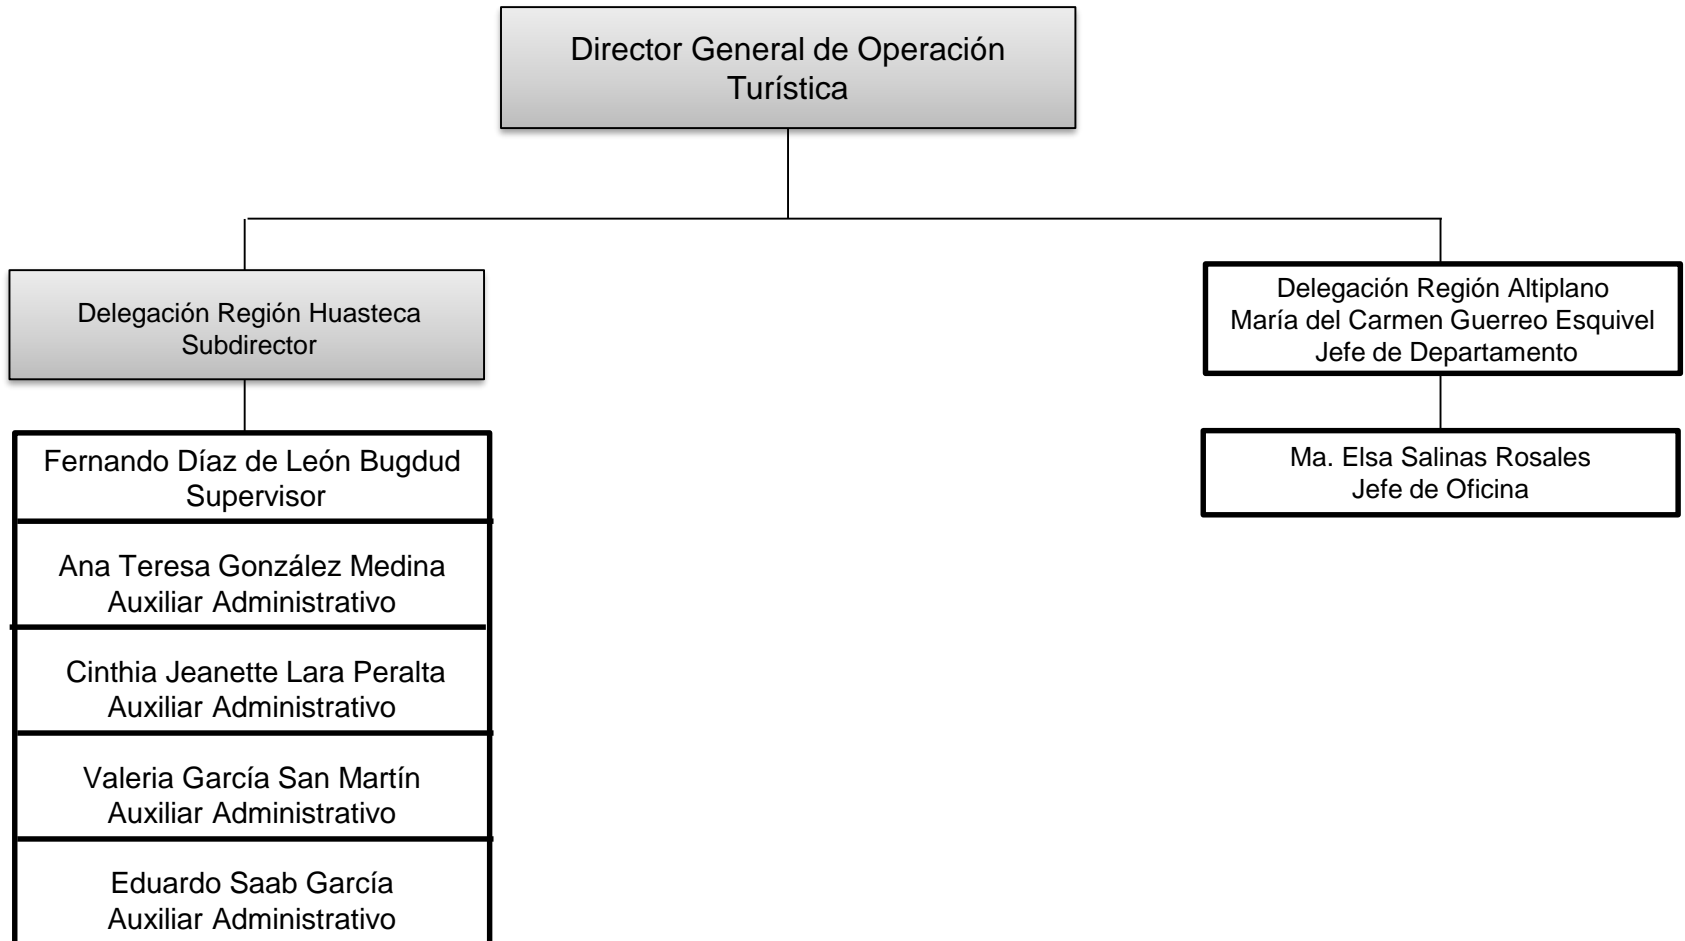 Director General de Operación
Turística
Delegación Región Huasteca
Subdirector
Delegación Región Altiplano
María del Carmen Guerreo Esquivel
Jefe de Departamento
Fernando Díaz de León Bugdud
Supervisor
Ma. Elsa Salinas Rosales
Jefe de Oficina
Ana Teresa González Medina
Auxiliar Administrativo
Cinthia Jeanette Lara Peralta
Auxiliar Administrativo
Valeria García San Martín
Auxiliar Administrativo
Eduardo Saab García
Auxiliar Administrativo